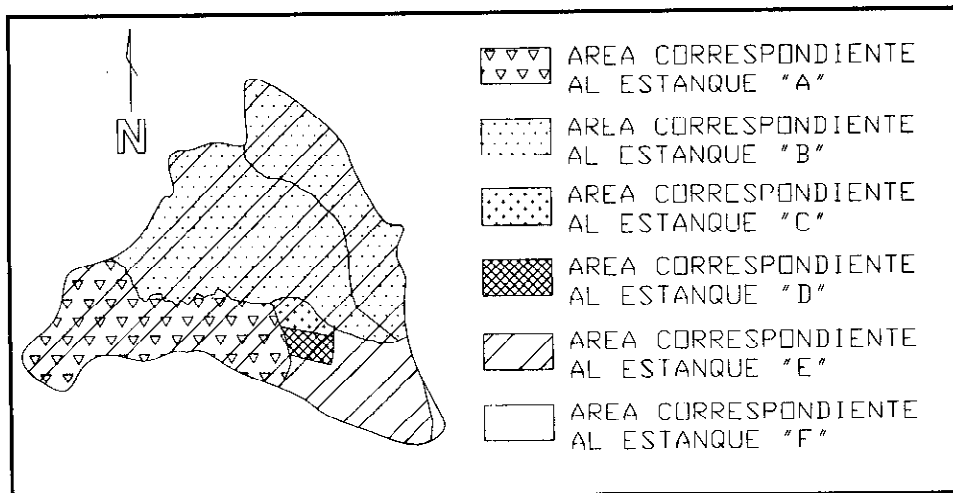 N
AREA CORRESPONDIENTE
AL ESTANQUE "A"
AREA CORRESPONDIENTE
AL ESTANQUE "B"
AREA CORRESPONDIENTE
AL ESTANQUE "C"
AREA CORRESPONDIENTE
AL ESTANQUE "D"
AREA CORRESPONDIENTE
AL ESTANQUE "E"
AREA CORRESPONDIENTE
AL ESTANQUE "F"